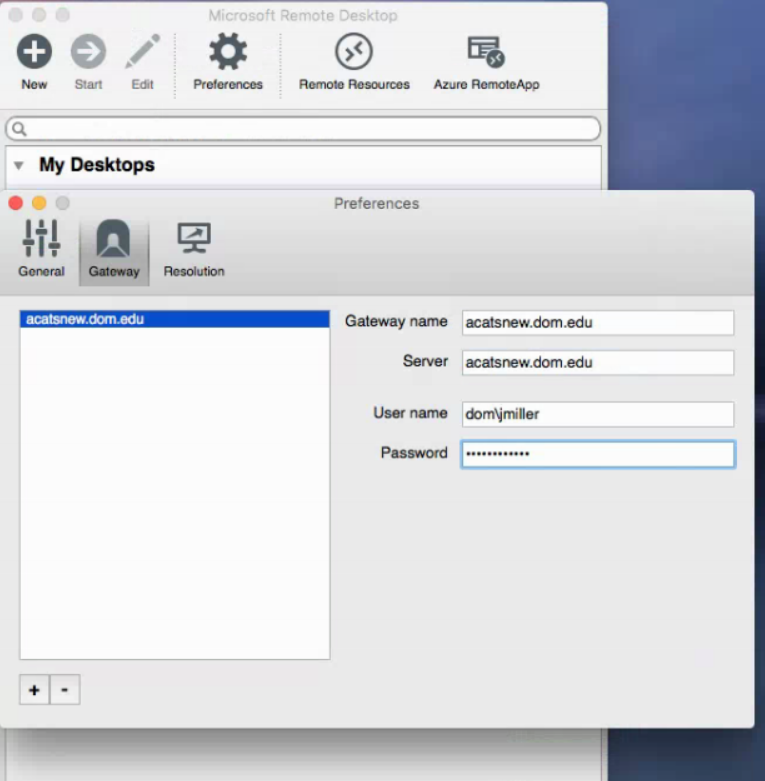 Microsoft Remote Desktop
New Start Edit Preferences Remote Resources Azure RemoteApp
My Desktops
Preferences
General Gateway Resolution
acatsnew.dom.edu
Gateway name acatsnew.dom.edu
Server acatsnew.dom.edu
User name dom\jmiller
Password ••••••••••••
+ -